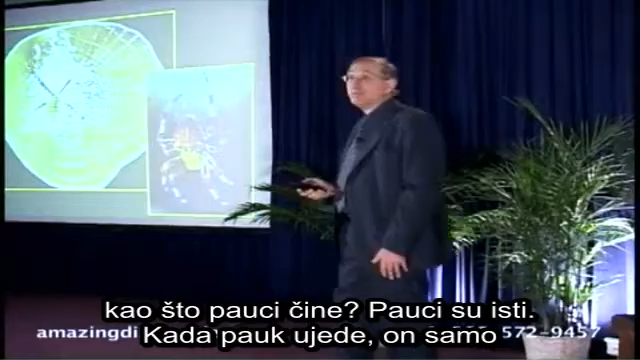 kao što pauci čine? Pauci su isti.
Kada pauk ujede, on samo
amazingdi
572-9457